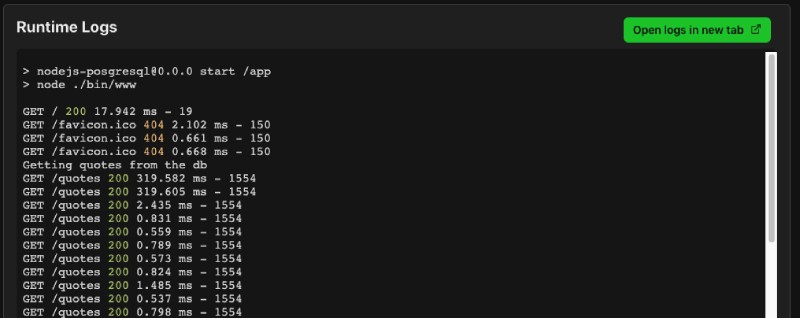 Runtime Logs
Open logs in new tab
> nodejs-posgresql@0.0.0 start /app
> node ./bin/www
GET / 200 17.942 ms - 19
GET /favicon.ico 404 2.102 ms - 150
GET /favicon.ico 404 0.661 ms - 150
GET /favicon.ico 404 0.668 ms - 150
Getting quotes from the db
GET /quotes 200 319.582 ms - 1554
GET /quotes 200 319.605 ms - 1554
GET /quotes 200 2.435 ms - 1554
GET /quotes 200 0.831 ms - 1554
GET /quotes 200 0.559 ms - 1554
GET /quotes 200 0.789 ms - 1554
GET /quotes 200 0.573 ms - 1554
GET /quotes 200 0.824 ms - 1554
GET /quotes 200 1.485 ms - 1554
GET /quotes 200 0.537 ms - 1554
GET /quotes 200 0.798 ms - 1554